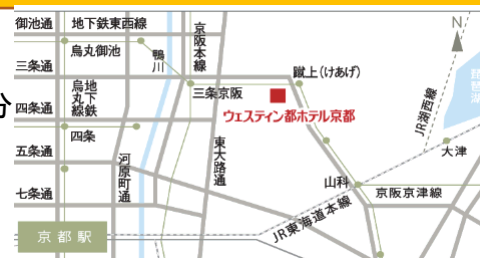 御池通
地下鉄東西線
京阪本線
N
烏丸御池
鴨川
三条通
蹴上(けあげ)
琵琶湖
烏丸線
地下鉄
三条京阪
分
四条通
ウェスティン都ホテル京都
JR湖西線
四条
五条通
河原町通
東大路通
大津
七条通
山科
京阪京津線
JR東海道本線
京都駅